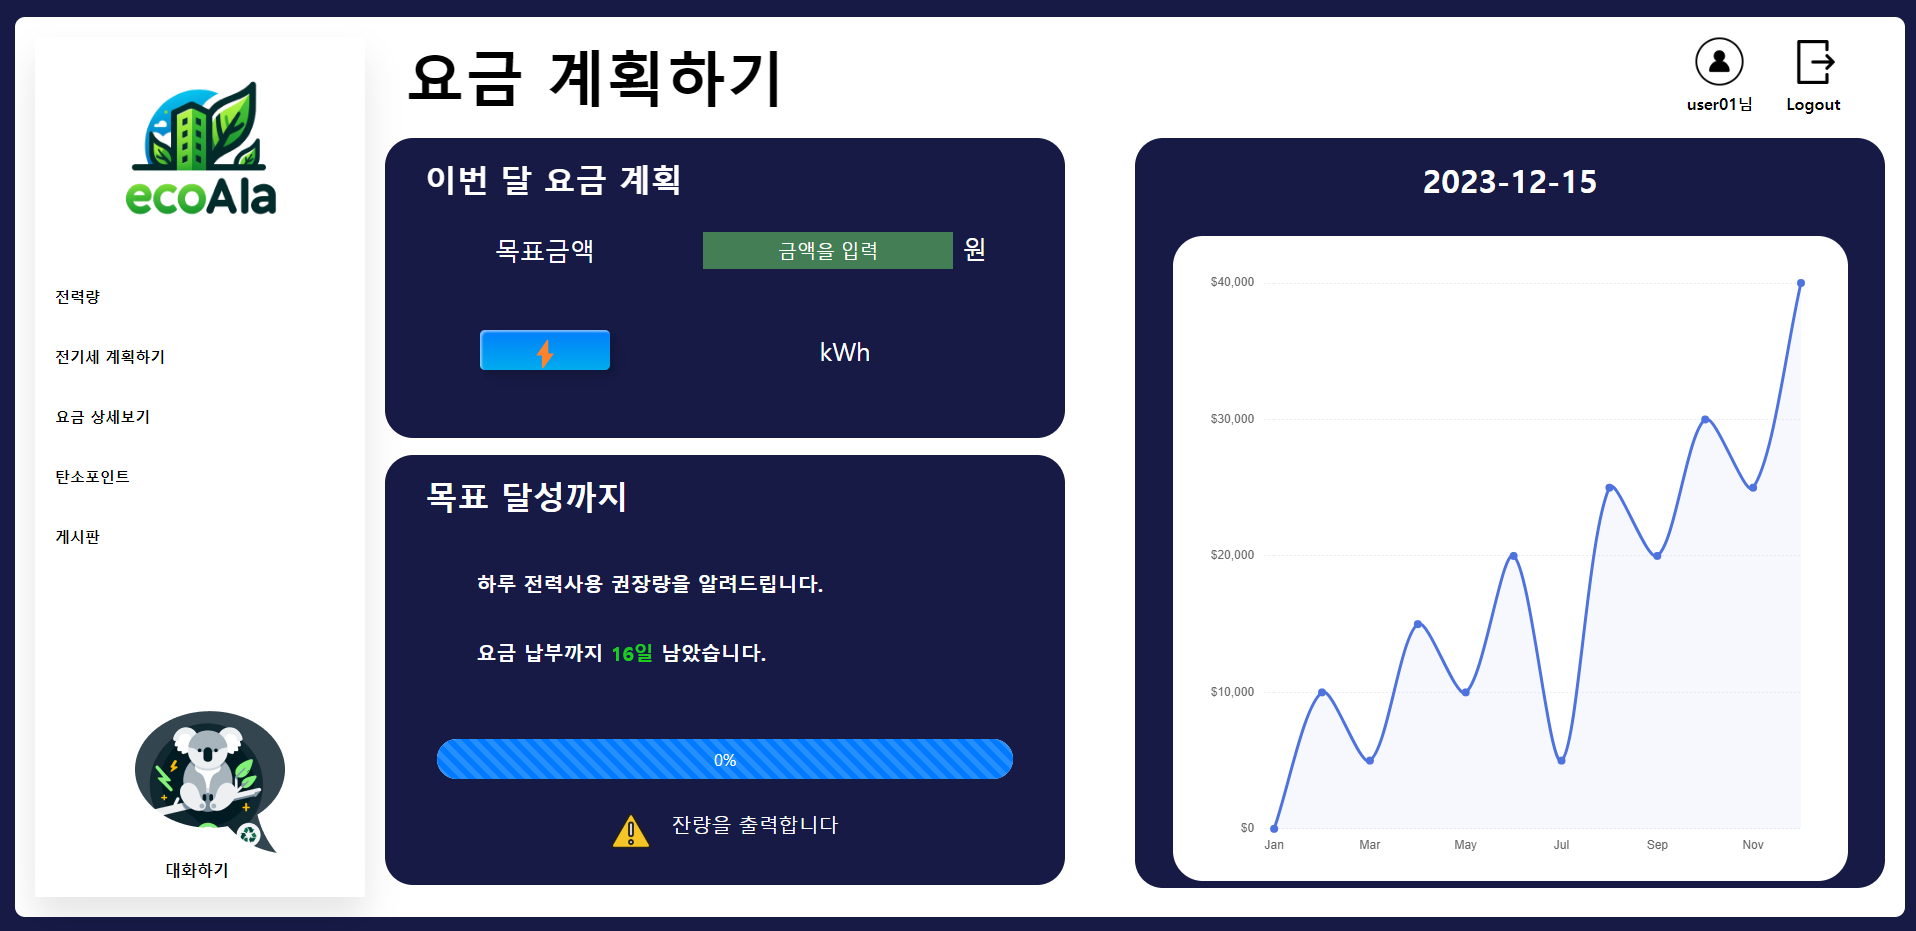 ecoAla
전력량
전기세 계획하기
요금 상세보기
탄소포인트
게시판
대화하기
요금 계획하기
user01님
Logout
이번 달 요금 계획
목표금액 금액을 입력 원
kWh
목표 달성까지
하루 전력사용 권장량을 알려드립니다.
요금 납부까지 16일 남았습니다.
0%
잔량을 출력합니다
2023-12-15
$40,000
$30,000
$20,000
$10,000
$0
Jan Mar May Jul Sep Nov